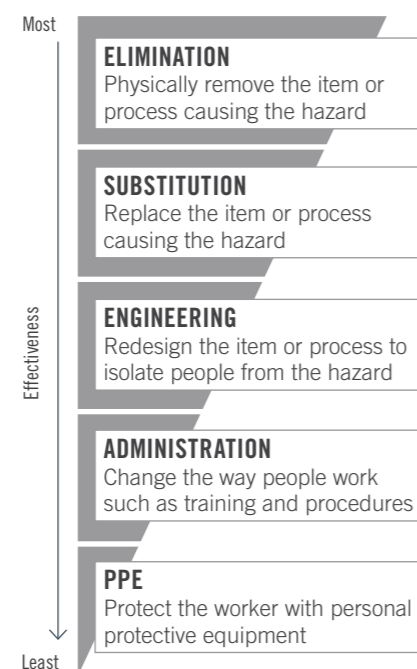 Most
ELIMINATION
Physically remove the item or
process causing the hazard
SUBSTITUTION
Replace the item or process
causing the hazard
Effectiveness
ENGINEERING
Redesign the item or process to
isolate people from the hazard
ADMINISTRATION
Change the way people work
such as training and procedures
PPE
Protect the worker with personal
protective equipment
Least